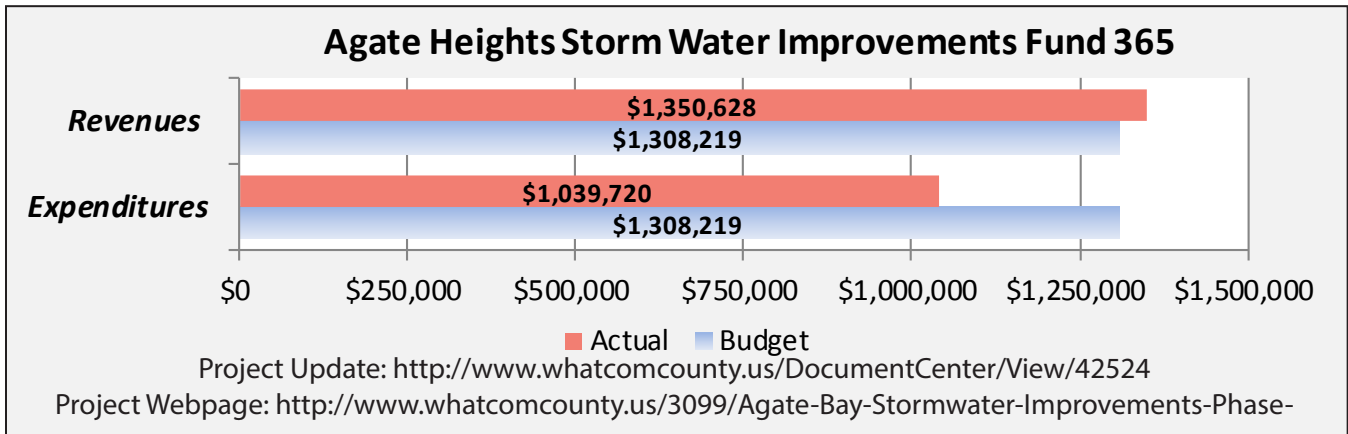 Agate Heights Storm Water Improvements Fund 365
Revenues
$1,350,628
$1,308,219
Expenditures
$1,039,720
$1,308,219
$0 $250,000 $500,000 $750,000 $1,000,000 $1,250,000 $1,500,000
Actual Budget
Project Update: http://www.whatcomcounty.us/DocumentCenter/View/42524
Project Webpage: http://www.whatcomcounty.us/3099/Agate-Bay-Stormwater-Improvements-Phase-